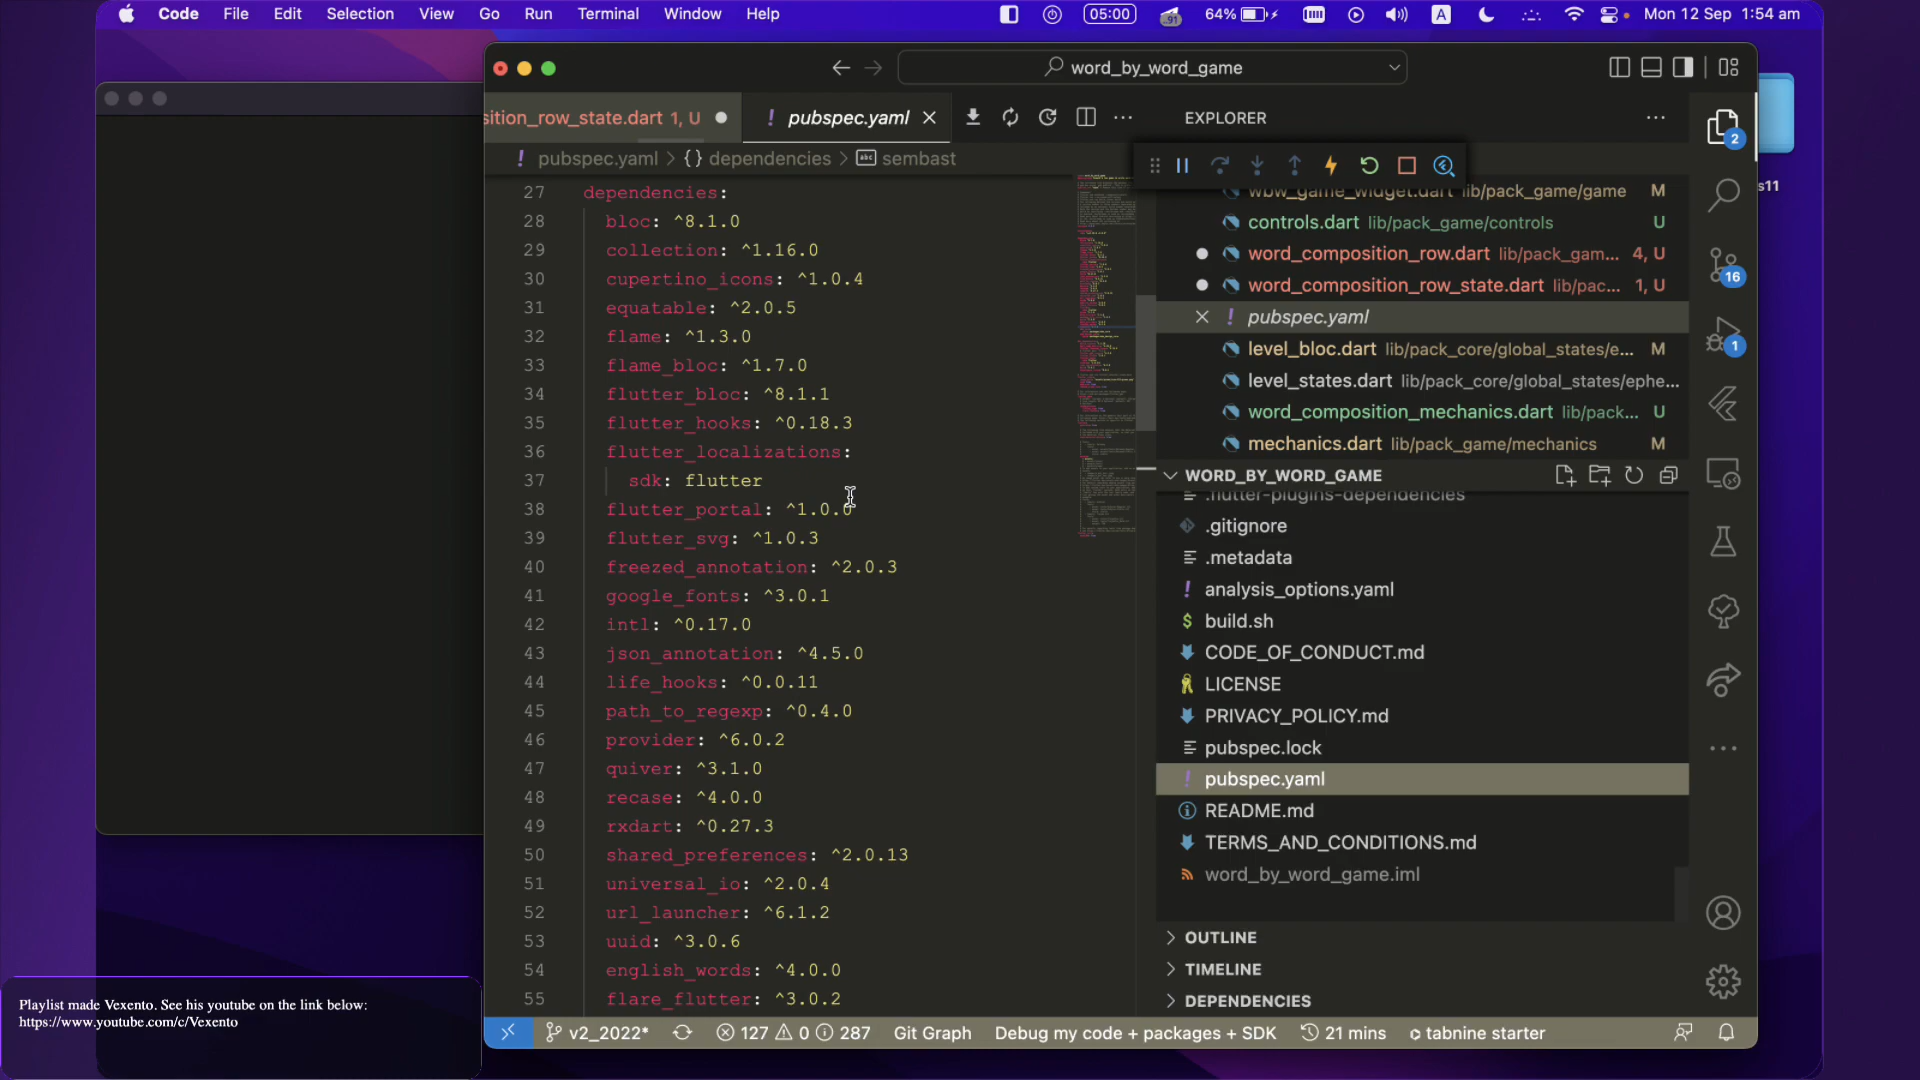 Code File Edit Selection View Go Run Terminal Window Help
05:00
91
64%
A
Mon 12 Sep 1:54 am
word_by_word_game
sition_row_state.dart 1, U
! pubspec.yaml
EXPLORER
! pubspec.yaml > {} dependencies > abc sembast
27 dependencies:
28 bloc: ^8.1.0
29 collection: ^1.16.0
30 cupertino_icons: ^1.0.4
31 equatable: ^2.0.5
32 flame: ^1.3.0
33 flame_bloc: ^1.7.0
34 flutter_bloc: ^8.1.1
35 flutter_hooks: ^0.18.3
36 flutter_localizations:
37 sdk: flutter
38 flutter_portal: ^1.0.0
39 flutter_svg: ^1.0.3
40 freezed_annotation: ^2.0.3
41 google_fonts: ^3.0.1
42 intl: ^0.17.0
43 json_annotation: ^4.5.0
44 life_hooks: ^0.0.11
45 path_to_regexp: ^0.4.0
46 provider: ^6.0.2
47 quiver: ^3.1.0
48 recase: ^4.0.0
49 rxdart: ^0.27.3
50 shared_preferences: ^2.0.13
51 universal_io: ^2.0.4
52 url_launcher: ^6.1.2
53 uuid: ^3.0.6
54 english_words: ^4.0.0
55 flare_flutter: ^3.0.2
wbw_game_widget.dart lib/pack_game/game M
controls.dart lib/pack_game/controls U
word_composition_row.dart lib/pack_gam... 4, U
word_composition_row_state.dart lib/pac... 1, U
! pubspec.yaml
level_bloc.dart lib/pack_core/global_states/e... M
level_states.dart lib/pack_core/global_states/ephe...
word_composition_mechanics.dart lib/pack... U
mechanics.dart lib/pack_game/mechanics M
WORD_BY_WORD_GAME
.flutter-plugins-dependencies
.gitignore
.metadata
! analysis_options.yaml
$ build.sh
CODE_OF_CONDUCT.md
LICENSE
PRIVACY_POLICY.md
pubspec.lock
! pubspec.yaml
README.md
TERMS_AND_CONDITIONS.md
word_by_word_game.iml
OUTLINE
TIMELINE
DEPENDENCIES
2
16
1
s11
v2_2022* 127 0 287 Git Graph Debug my code + packages + SDK 21 mins tabnine starter
Playlist made Vexento. See his youtube on the link below:
https://www.youtube.com/c/Vexento